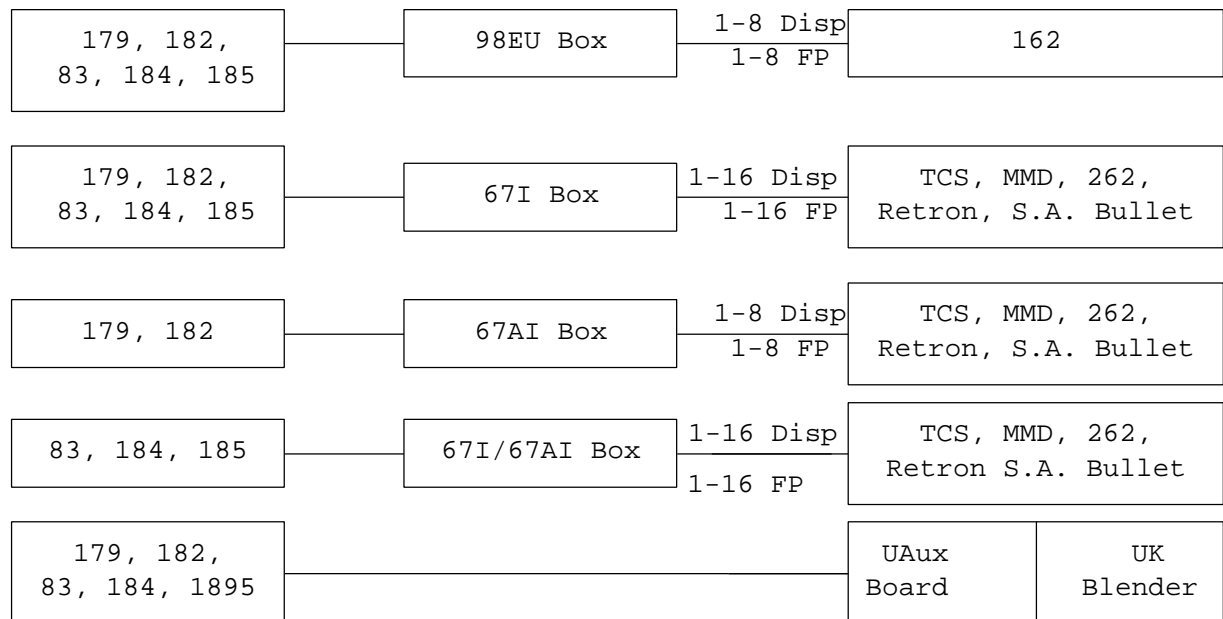 179, 182,
83, 184, 185
98EU Box
1-8 Disp
1-8 FP
162
179, 182,
83, 184, 185
67I Box
1-16 Disp
1-16 FP
TCS, MMD, 262,
Retron, S.A. Bullet
179, 182
67AI Box
1-8 Disp
1-8 FP
TCS, MMD, 262,
Retron, S.A. Bullet
83, 184, 185
67I/67AI Box
1-16 Disp
1-16 FP
TCS, MMD, 262,
Retron S.A. Bullet
179, 182,
83, 184, 1895
UAux
Board
UK
Blender